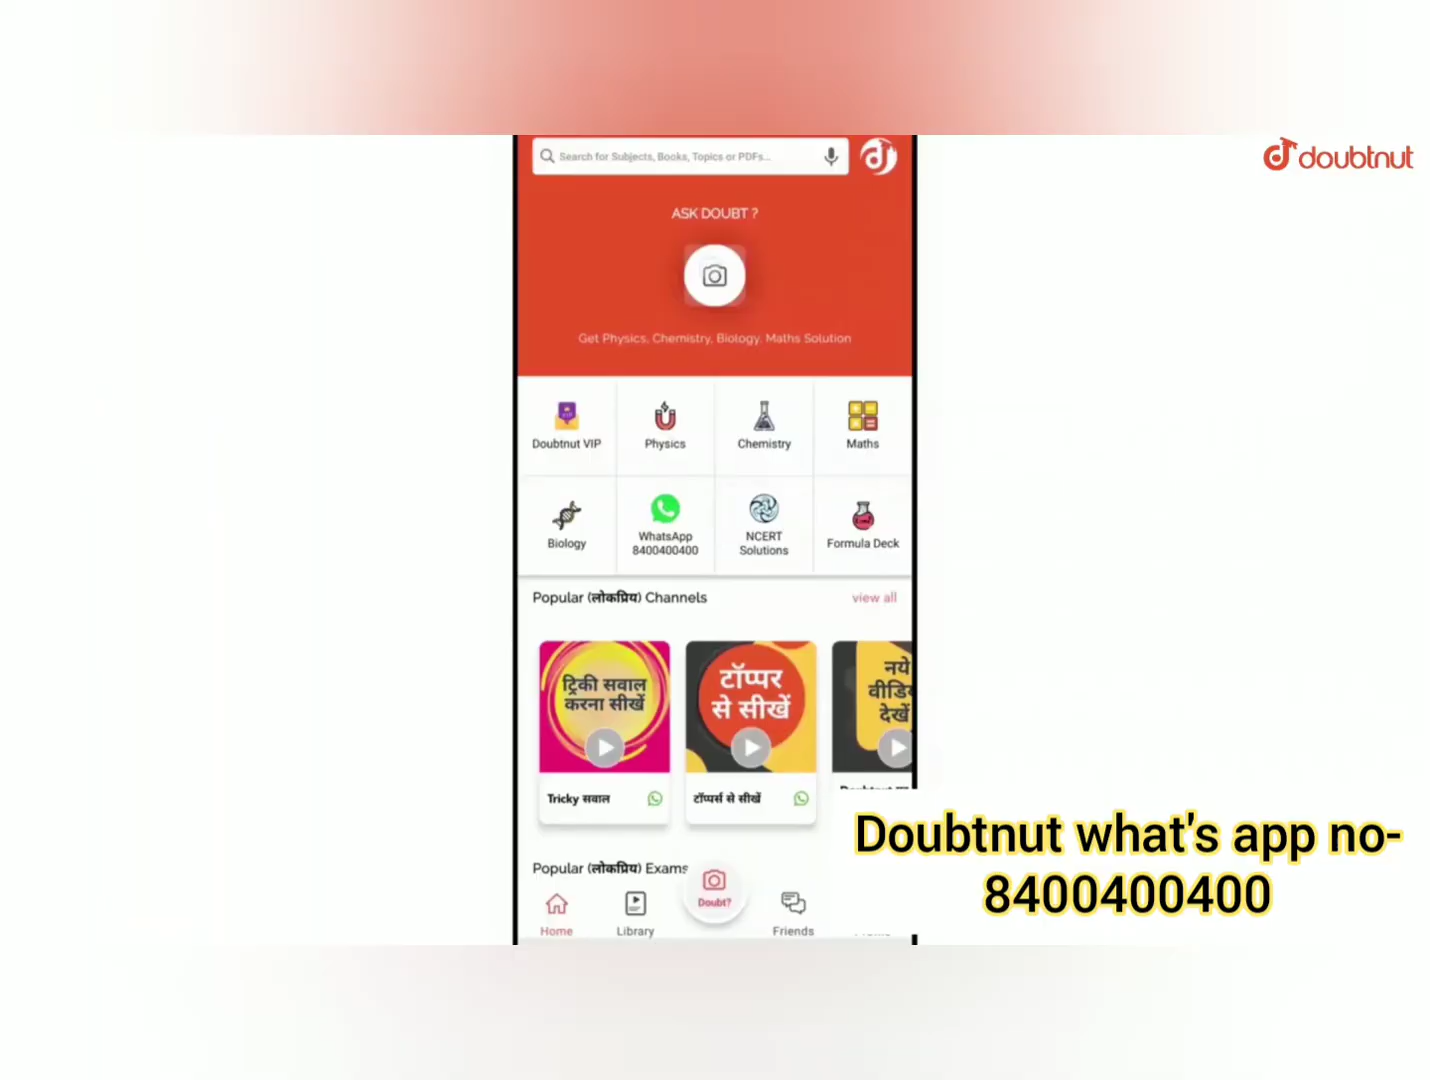 Search for Subjects, Books, Topics or PDFs...
doubtnut
ASK DOUBT ?
Get Physics, Chemistry, Biology, Maths Solution
Doubtnut VIP
Physics
Chemistry
Maths
Biology
WhatsApp
8400400400
NCERT
Solutions
Formula Deck
Popular (लोकप्रिय) Channels
view all
ट्रिकी सवाल
करना सीखें
टॉप्पर
से सीखें
नये
देखें
Tricky सवाल
टॉप्पर्स से सीखें
Doubtnut what's app no-
8400400400
Popular (लोकप्रिय) Exams
Doubt?
Home
Library
Friends